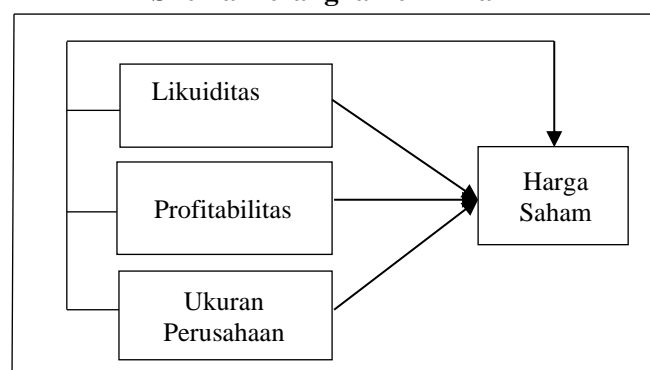 Likuiditas
Profitabilitas
Ukuran
Perusahaan
Harga
Saham